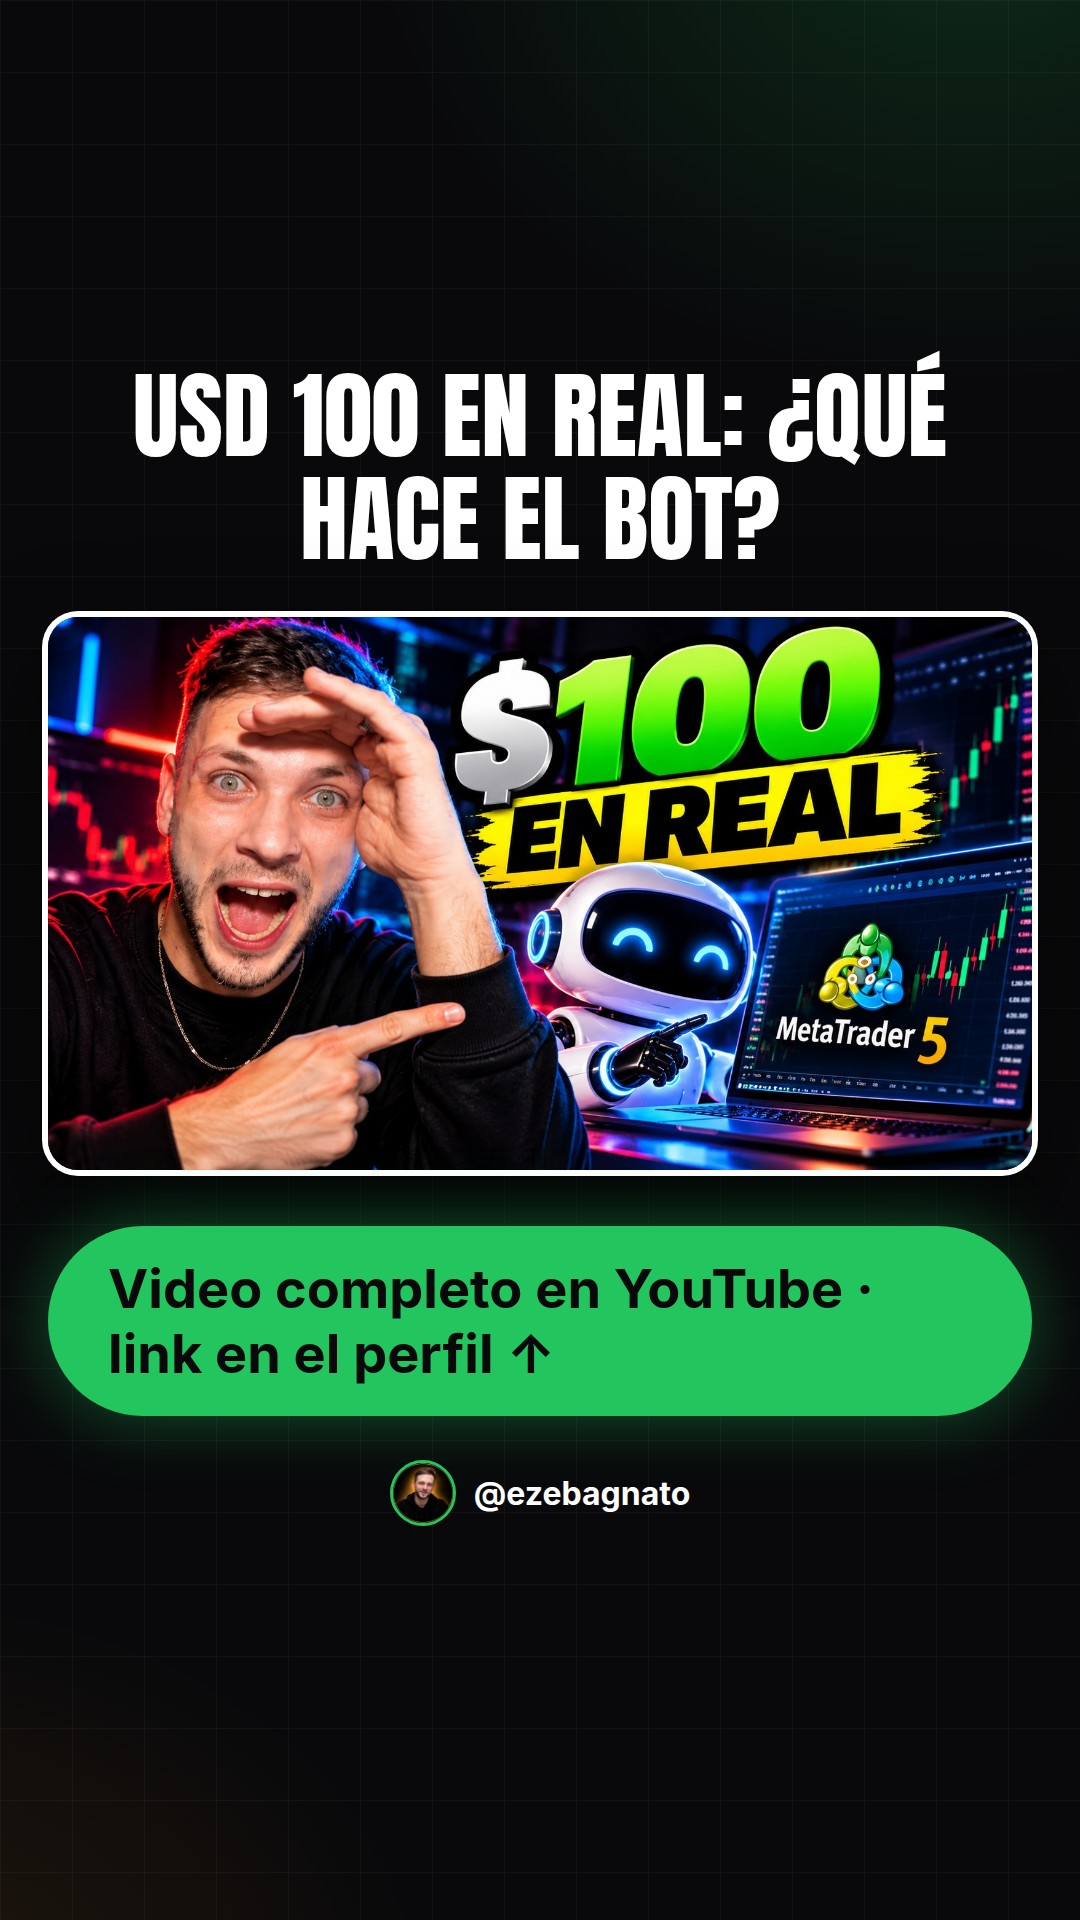 USD 100 EN REAL: ¿QUÉ
HACE EL BOT?
$100
EN REAL
MetaTrader 5
Video completo en YouTube ·
link en el perfil ↑
@ezebagnato